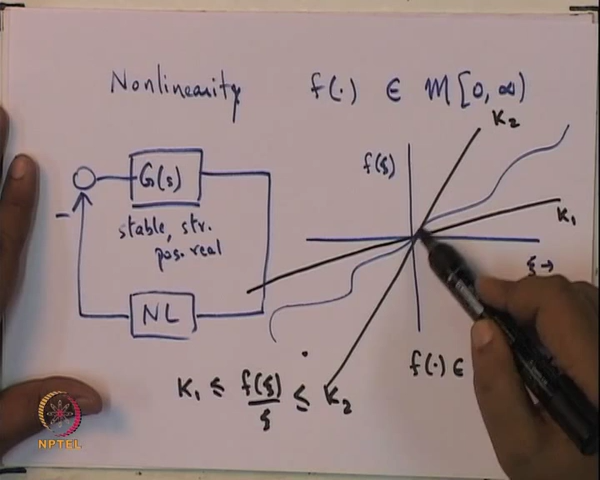 Nonlinearity f(·) ∈ M[0, ∞)
K₂
f(ξ)
G(s)
K₁
stable, str.
pos. real
ξ →
−
NL
f(·) ∈
K₁ ≤ f(ξ)/ξ ≤ K₂
NPTEL